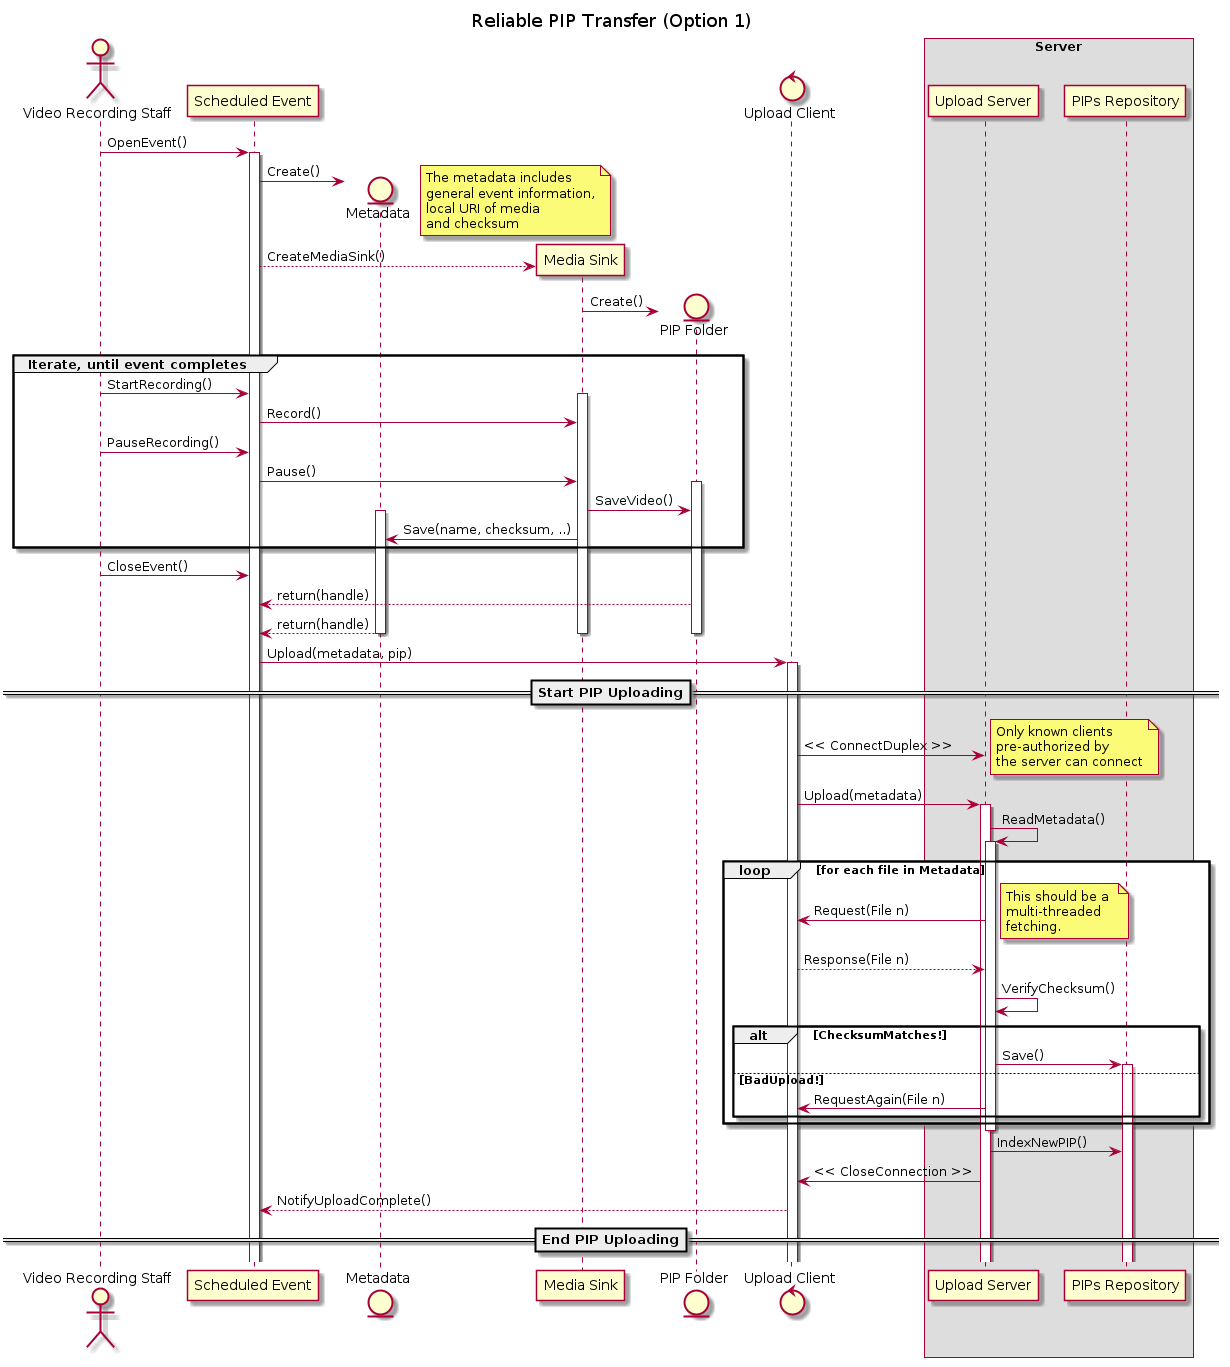 Reliable PIP Transfer (Option 1)
Server
Video Recording Staff
Scheduled Event
Upload Client
Upload Server
PIPs Repository
OpenEvent()
Create()
Metadata
The metadata includes
general event information,
local URI of media
and checksum
CreateMediaSink()
Media Sink
Create()
PIP Folder
Iterate, until event completes
StartRecording()
Record()
PauseRecording()
Pause()
SaveVideo()
Save(name, checksum, ..)
CloseEvent()
return(handle)
return(handle)
Upload(metadata, pip)
Start PIP Uploading
<< ConnectDuplex >>
Only known clients
pre-authorized by
the server can connect
Upload(metadata)
ReadMetadata()
loop
[for each file in Metadata]
Request(File n)
This should be a
multi-threaded
fetching.
Response(File n)
VerifyChecksum()
alt
[ChecksumMatches!]
Save()
[BadUpload!]
RequestAgain(File n)
IndexNewPIP()
<< CloseConnection >>
NotifyUploadComplete()
End PIP Uploading
Video Recording Staff
Scheduled Event
Metadata
Media Sink
PIP Folder
Upload Client
Upload Server
PIPs Repository